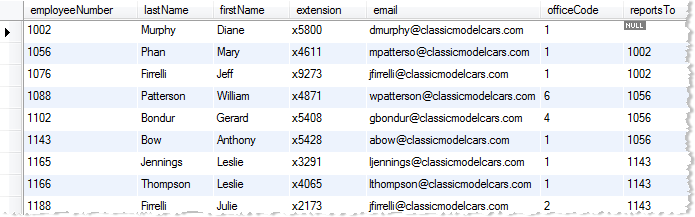 employeeNumber lastName firstName extension email officeCode reportsTo
1002 Murphy Diane x5800 dmurphy@classicmodelcars.com 1 NULL
1056 Phan Mary x4611 mpatterso@classicmodelcars.com 1 1002
1076 Firrelli Jeff x9273 jfirrelli@classicmodelcars.com 1 1002
1088 Patterson William x4871 wpatterson@classicmodelcars.com 6 1056
1102 Bondur Gerard x5408 gbondur@classicmodelcars.com 4 1056
1143 Bow Anthony x5428 abow@classicmodelcars.com 1 1056
1165 Jennings Leslie x3291 ljennings@classicmodelcars.com 1 1143
1166 Thompson Leslie x4065 lthompson@classicmodelcars.com 1 1143
1188 Firrelli Julie x2173 jfirrelli@classicmodelcars.com 2 1143